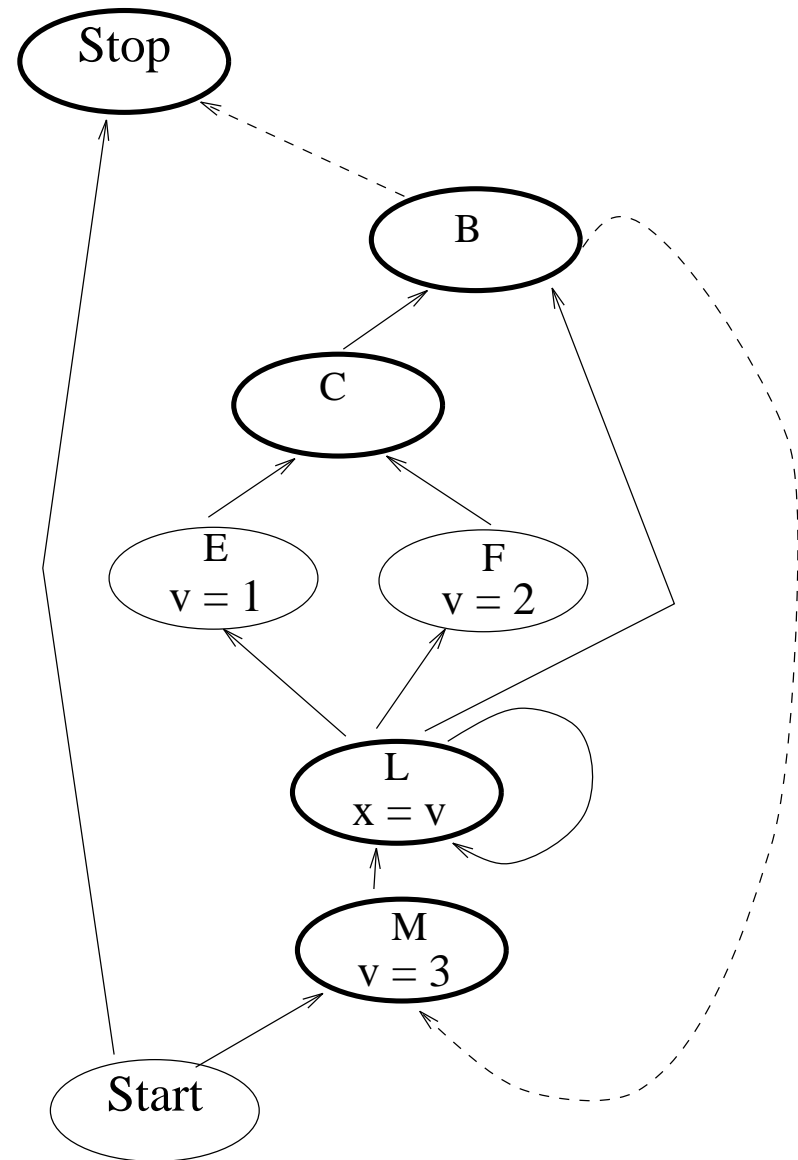 Stop
B
C
E
v = 1
F
v = 2
L
x = v
M
v = 3
Start